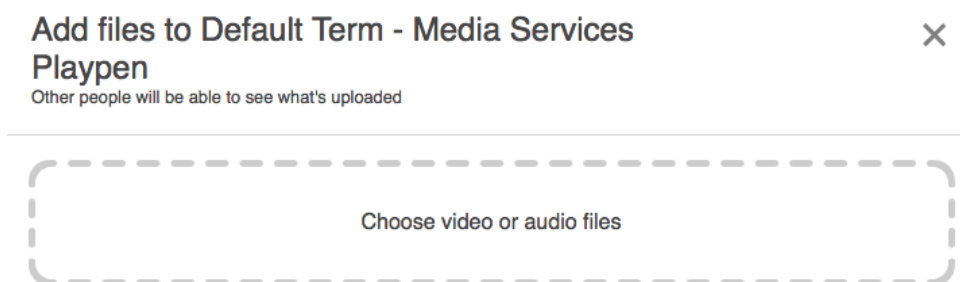 Add files to Default Term - Media Services
Playpen
Other people will be able to see what's uploaded
Choose video or audio files